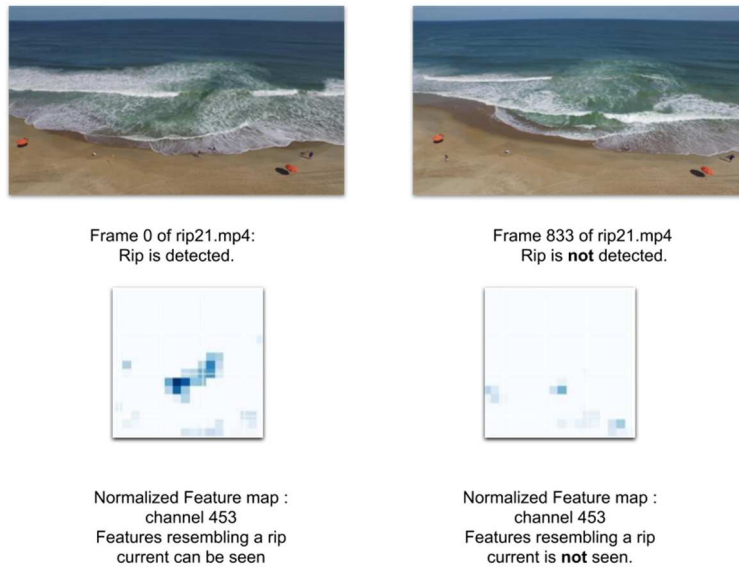 Frame 0 of rip21.mp4:
Rip is detected.
Frame 833 of rip21.mp4
Rip is not detected.
Normalized Feature map :
channel 453
Features resembling a rip
current can be seen
Normalized Feature map :
channel 453
Features resembling a rip
current is not seen.